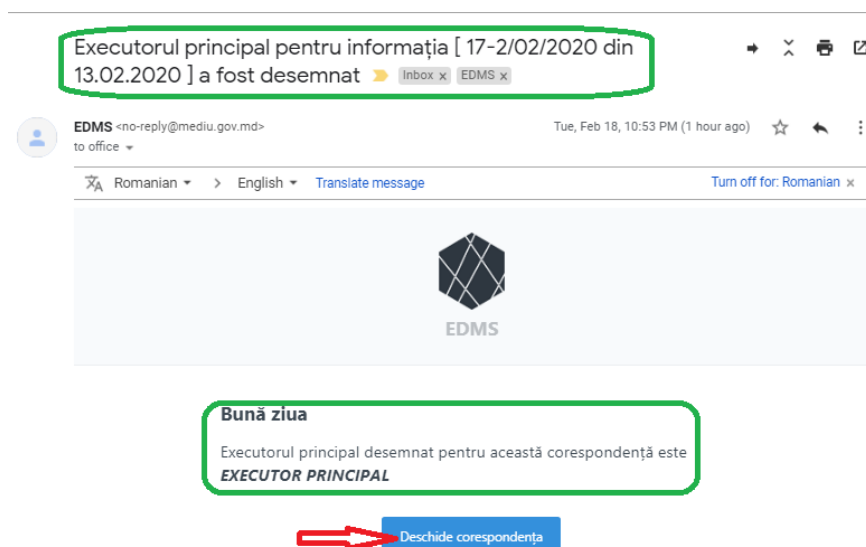 Executorul principal pentru informația [ 17-2/02/2020 din
13.02.2020 ] a fost desemnat Inbox x EDMS x
EDMS <no-reply@mediu.gov.md> Tue, Feb 18, 10:53 PM (1 hour ago)
to office
Romanian > English Translate message Turn off for: Romanian x
EDMS
Bună ziua
Executorul principal desemnat pentru această corespondență este
EXECUTOR PRINCIPAL
Deschide corespondența